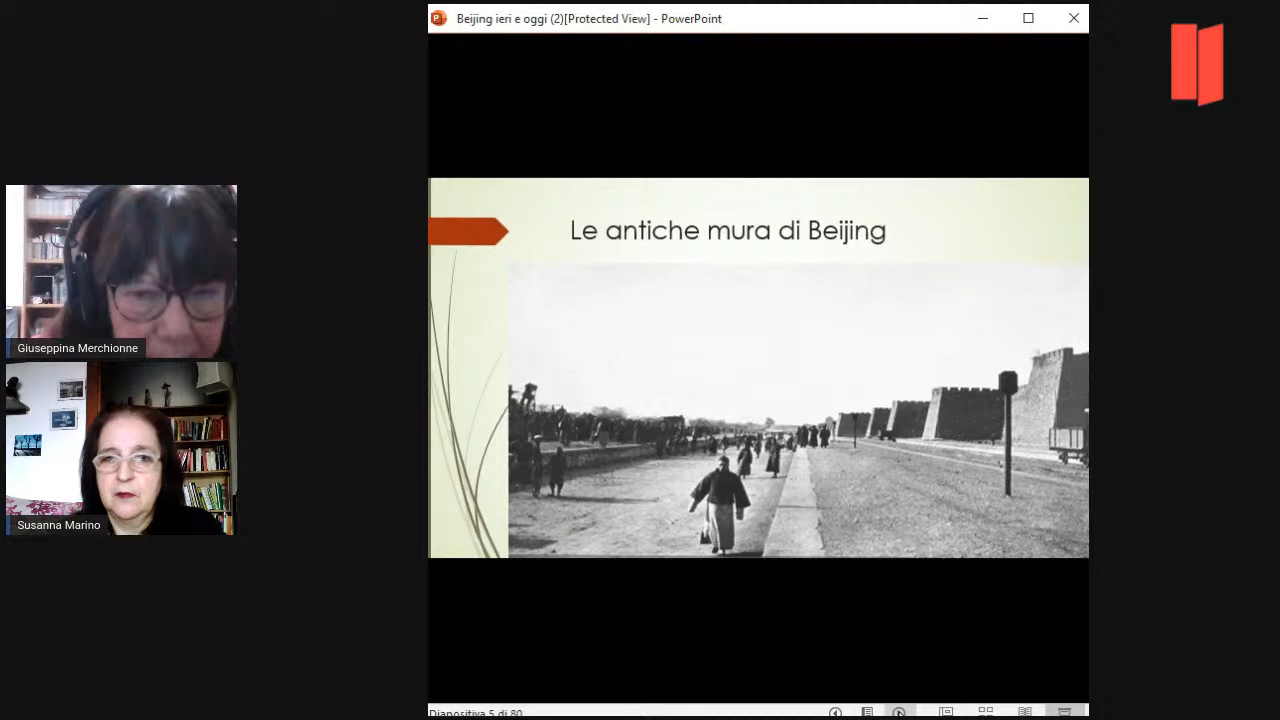 Beijing ieri e oggi (2)[Protected View] - PowerPoint
Le antiche mura di Beijing
Giuseppina Merchionne
Susanna Marino
Diapositiva 5 di 80